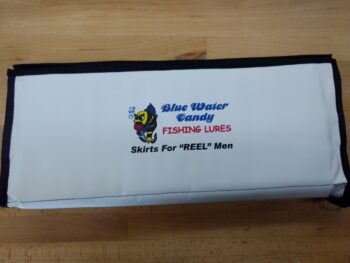 Blue Water
Candy
FISHING LURES
Skirts For "REEL" Men